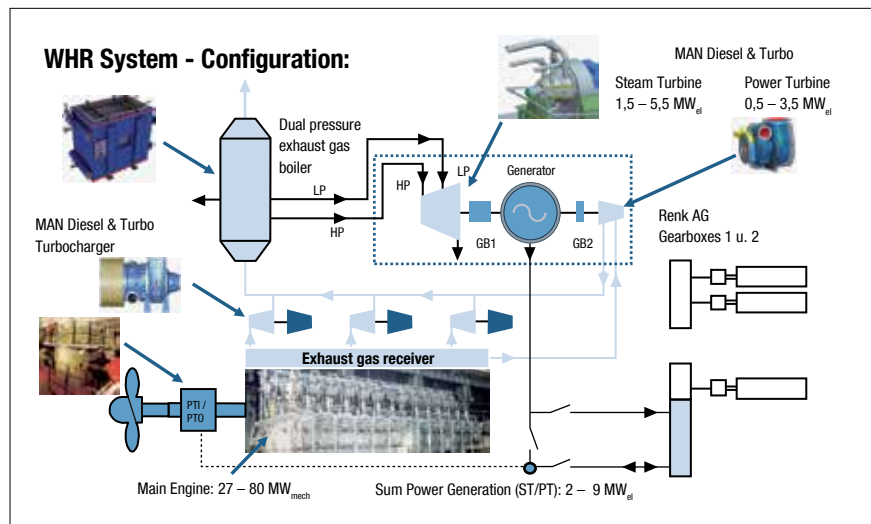 WHR System - Configuration:
MAN Diesel & Turbo
Steam Turbine
1,5 – 5,5 MWel
Power Turbine
0,5 – 3,5 MWel
Dual pressure
exhaust gas
boiler
LP
HP
HP
LP
Generator
GB1
GB2
Renk AG
Gearboxes 1 u. 2
MAN Diesel & Turbo
Turbocharger
Exhaust gas receiver
PTI /
PTO
Main Engine: 27 – 80 MWmech
Sum Power Generation (ST/PT): 2 – 9 MWel